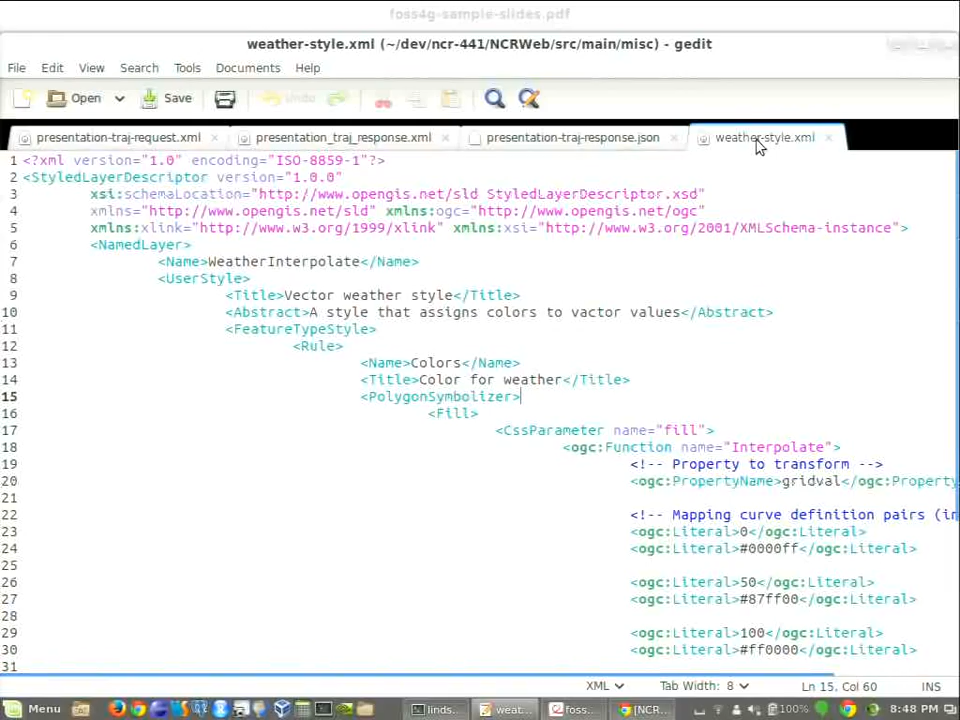 foss4g-sample-slides.pdf
weather-style.xml (~/dev/ncr-441/NCRWeb/src/main/misc) - gedit
File Edit View Search Tools Documents Help
Open Save Undo
presentation-traj-request.xml presentation_traj_response.xml presentation-traj-response.json weather-style.xml
1 <?xml version="1.0" encoding="ISO-8859-1"?>
2 <StyledLayerDescriptor version="1.0.0"
3 xsi:schemaLocation="http://www.opengis.net/sld StyledLayerDescriptor.xsd"
4 xmlns="http://www.opengis.net/sld" xmlns:ogc="http://www.opengis.net/ogc"
5 xmlns:xlink="http://www.w3.org/1999/xlink" xmlns:xsi="http://www.w3.org/2001/XMLSchema-instance">
6 <NamedLayer>
7 <Name>WeatherInterpolate</Name>
8 <UserStyle>
9 <Title>Vector weather style</Title>
10 <Abstract>A style that assigns colors to vactor values</Abstract>
11 <FeatureTypeStyle>
12 <Rule>
13 <Name>Colors</Name>
14 <Title>Color for weather</Title>
15 <PolygonSymbolizer>
16 <Fill>
17 <CssParameter name="fill">
18 <ogc:Function name="Interpolate">
19 <!-- Property to transform -->
20 <ogc:PropertyName>gridval</ogc:Property
21
22 <!-- Mapping curve definition pairs (in
23 <ogc:Literal>0</ogc:Literal>
24 <ogc:Literal>#0000ff</ogc:Literal>
25
26 <ogc:Literal>50</ogc:Literal>
27 <ogc:Literal>#87ff00</ogc:Literal>
28
29 <ogc:Literal>100</ogc:Literal>
30 <ogc:Literal>#ff0000</ogc:Literal>
31
XML Tab Width: 8 Ln 15, Col 60 INS
Menu linds... weat... foss... [NCR... 100% 8:48 PM